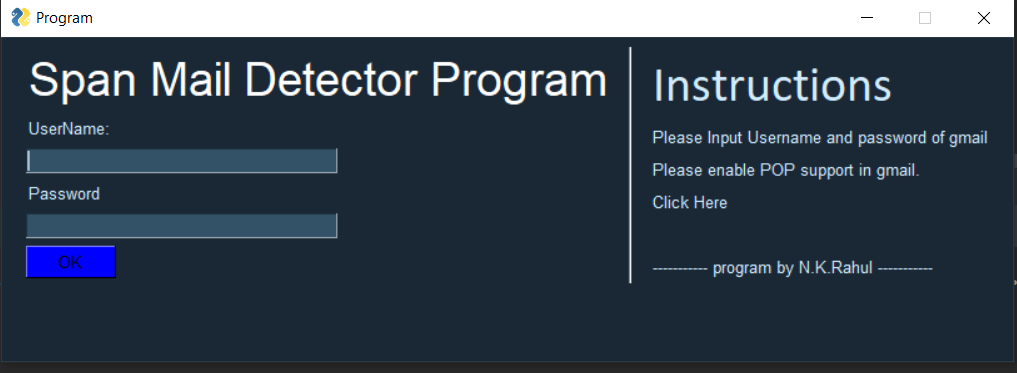 Program
Span Mail Detector Program
UserName:
Password
OK
Instructions
Please Input Username and password of gmail
Please enable POP support in gmail.
Click Here
----------- program by N.K.Rahul -----------